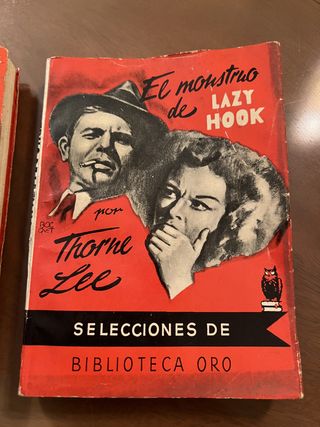 El monstruo
de LAZY
HOOK
por
Thorne
Lee
SELECCIONES DE
BIBLIOTECA ORO